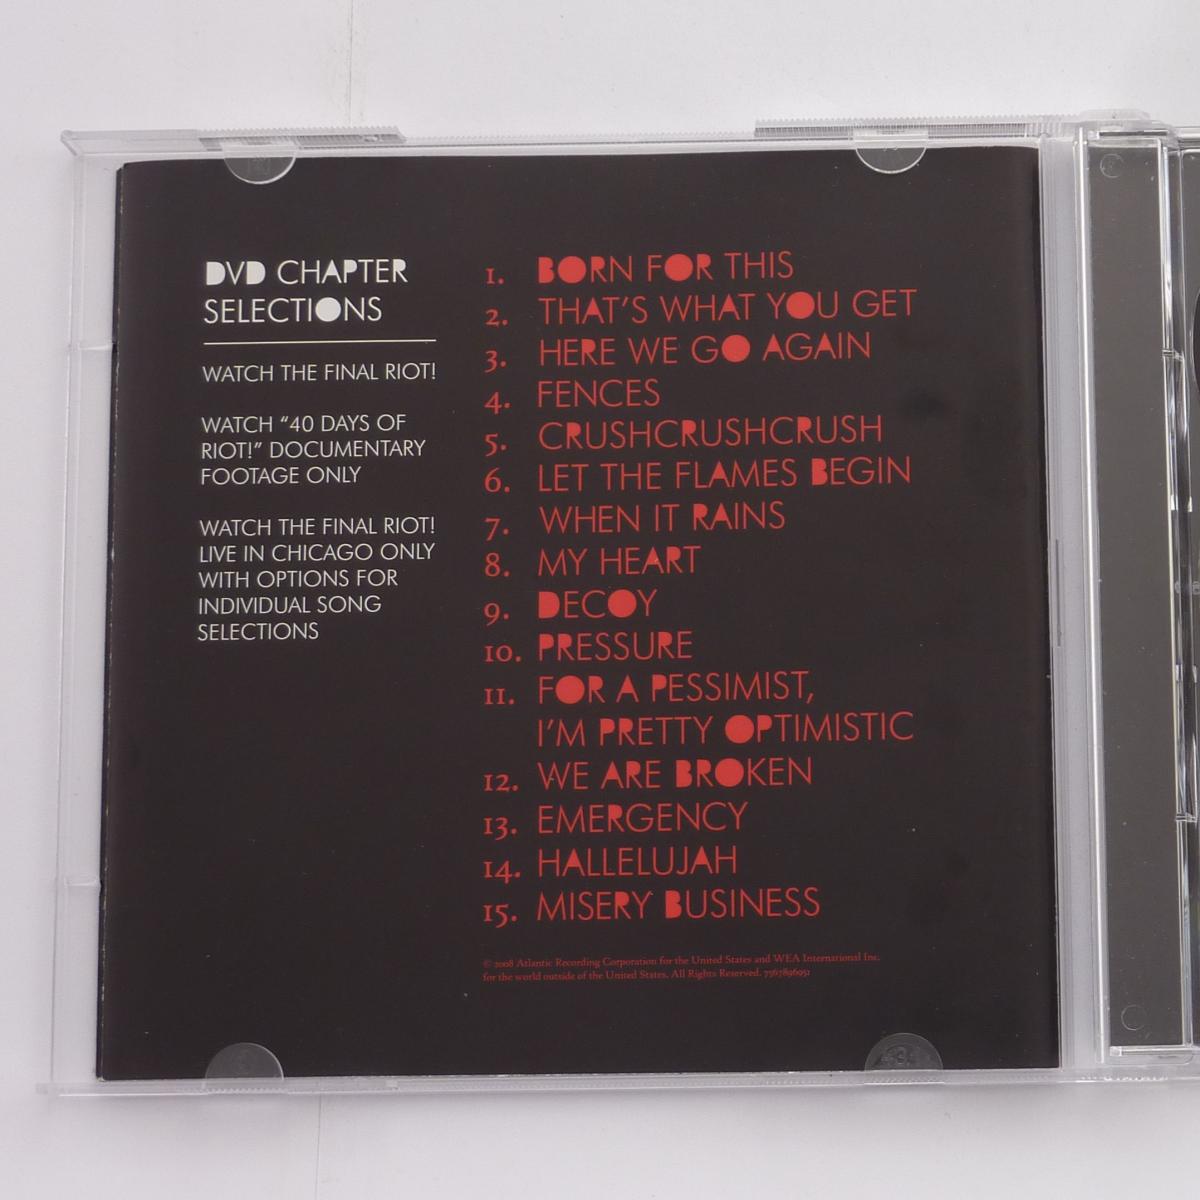 DVD CHAPTER
SELECTIONS
WATCH THE FINAL RIOT!
WATCH “40 DAYS OF
RIOT!” DOCUMENTARY
FOOTAGE ONLY
WATCH THE FINAL RIOT!
LIVE IN CHICAGO ONLY
WITH OPTIONS FOR
INDIVIDUAL SONG
SELECTIONS
1. BORN FOR THIS
2. THAT'S WHAT YOU GET
3. HERE WE GO AGAIN
4. FENCES
5. CRUSHCRUSHCRUSH
6. LET THE FLAMES BEGIN
7. WHEN IT RAINS
8. MY HEART
9. DECOY
10. PRESSURE
11. FOR A PESSIMIST,
I'M PRETTY OPTIMISTIC
12. WE ARE BROKEN
13. EMERGENCY
14. HALLELUJAH
15. MISERY BUSINESS
© 2008 Atlantic Recording Corporation for the United States and WEA International Inc.
for the world outside of the United States. All Rights Reserved. 7567896951